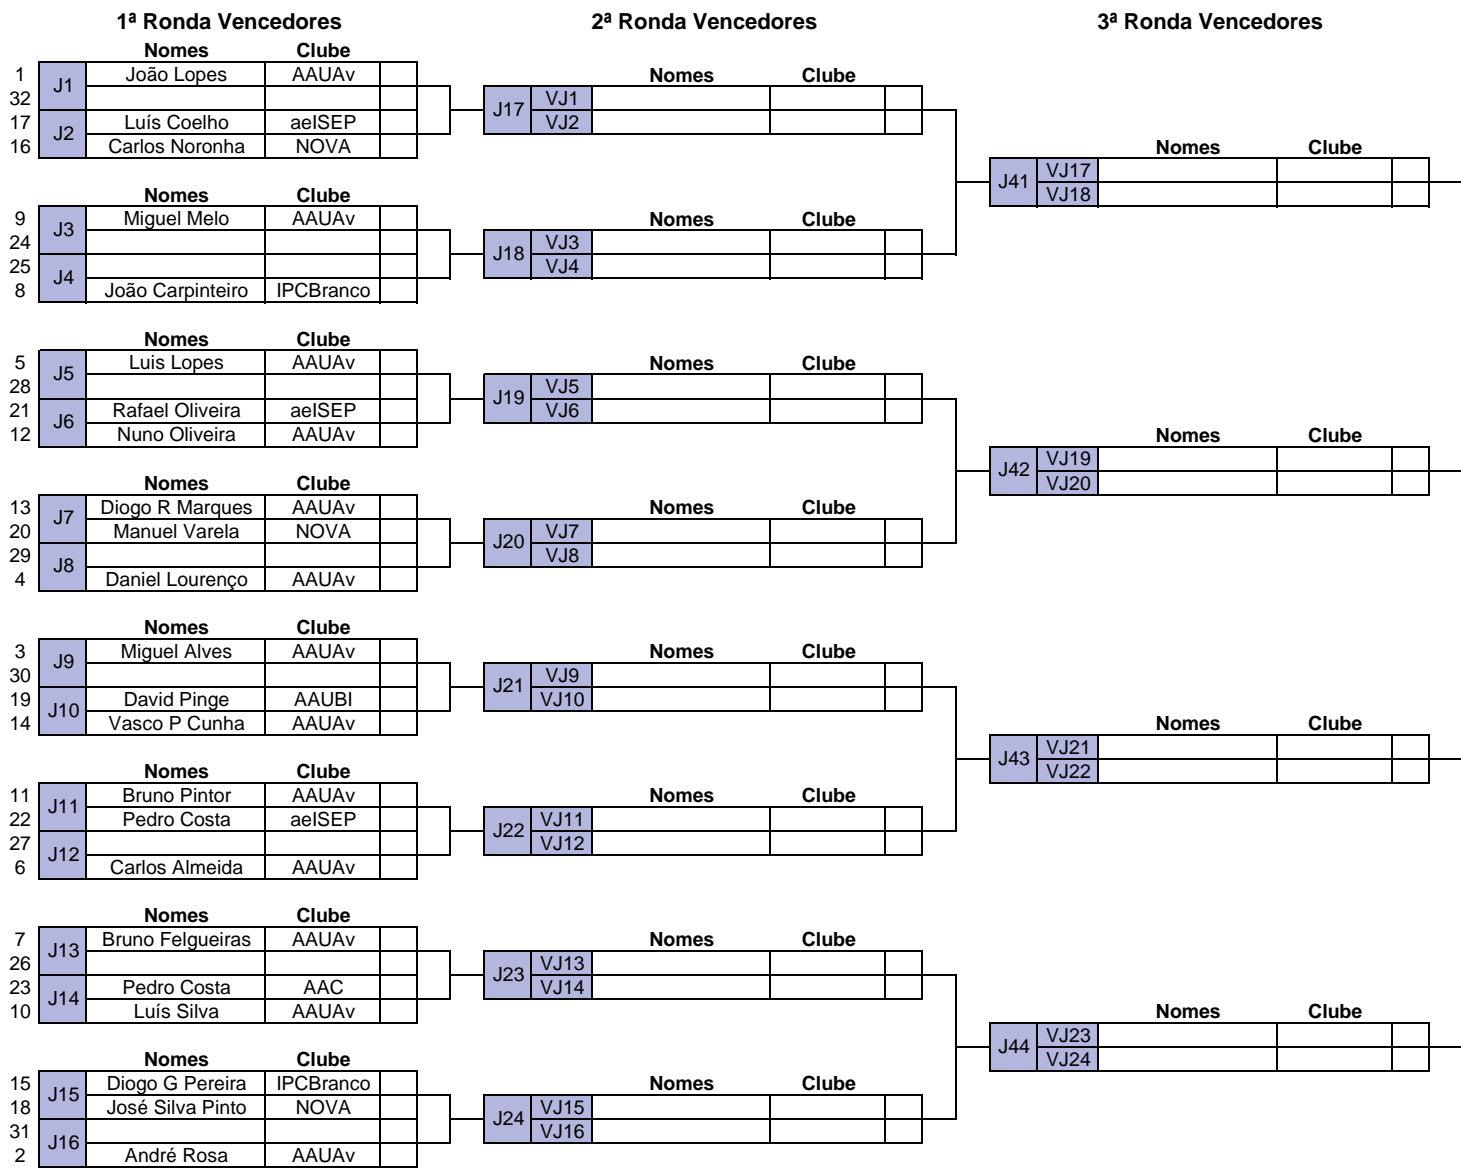 1ª Ronda Vencedores
Nomes Clube
1 J1 João Lopes AAUAv
32
17 J2 Luís Coelho aeISEP
16 Carlos Noronha NOVA
Nomes Clube
9 J3 Miguel Melo AAUAv
24
25 J4
8 João Carpinteiro IPCBranco
Nomes Clube
5 J5 Luis Lopes AAUAv
28
21 J6 Rafael Oliveira aeISEP
12 Nuno Oliveira AAUAv
Nomes Clube
13 J7 Diogo R Marques AAUAv
20 Manuel Varela NOVA
29 J8
4 Daniel Lourenço AAUAv
Nomes Clube
3 J9 Miguel Alves AAUAv
30
19 J10 David Pinge AAUBI
14 Vasco P Cunha AAUAv
Nomes Clube
11 J11 Bruno Pintor AAUAv
22 Pedro Costa aeISEP
27 J12
6 Carlos Almeida AAUAv
Nomes Clube
7 J13 Bruno Felgueiras AAUAv
26
23 J14 Pedro Costa AAC
10 Luís Silva AAUAv
Nomes Clube
15 J15 Diogo G Pereira IPCBranco
18 José Silva Pinto NOVA
31 J16
2 André Rosa AAUAv
2ª Ronda Vencedores
Nomes Clube
J17 VJ1
VJ2
Nomes Clube
J18 VJ3
VJ4
Nomes Clube
J19 VJ5
VJ6
Nomes Clube
J20 VJ7
VJ8
Nomes Clube
J21 VJ9
VJ10
Nomes Clube
J22 VJ11
VJ12
Nomes Clube
J23 VJ13
VJ14
Nomes Clube
J24 VJ15
VJ16
3ª Ronda Vencedores
Nomes Clube
J41 VJ17
VJ18
Nomes Clube
J42 VJ19
VJ20
Nomes Clube
J43 VJ21
VJ22
Nomes Clube
J44 VJ23
VJ24